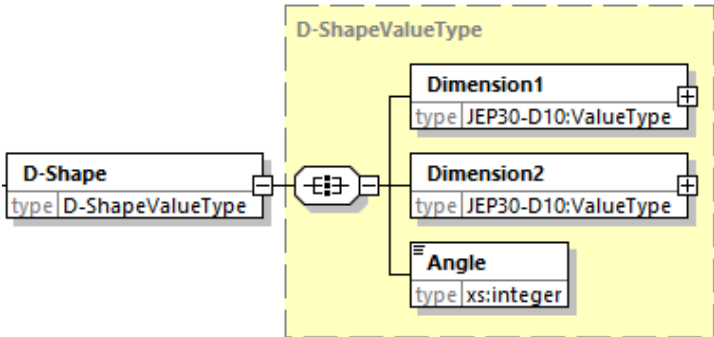 D-ShapeValueType
Dimension1
type JEP30-D10:ValueType
D-Shape
type D-ShapeValueType
Dimension2
type JEP30-D10:ValueType
Angle
type xs:integer